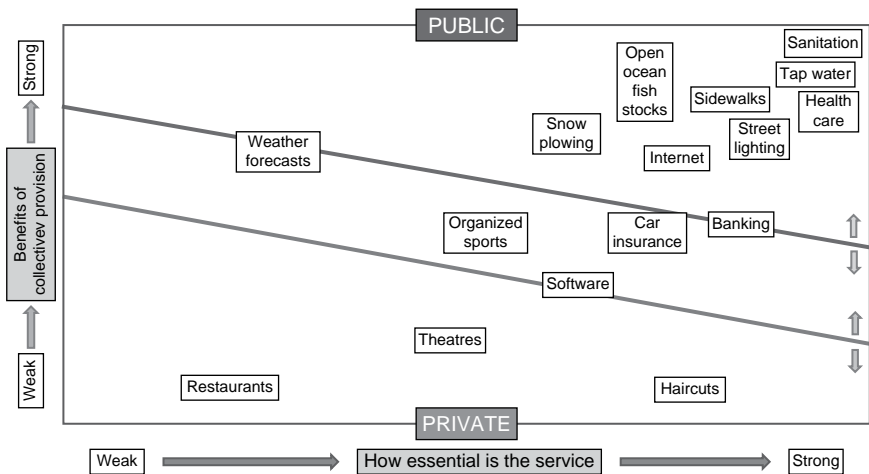 PUBLIC
Strong
Benefits of
collectivev provision
Weak
Sanitation
Open
ocean
fish
stocks
Tap water
Sidewalks
Health
care
Snow
plowing
Street
lighting
Weather
forecasts
Internet
Organized
sports
Car
insurance
Banking
Software
Theatres
Restaurants
Haircuts
PRIVATE
Weak
How essential is the service
Strong